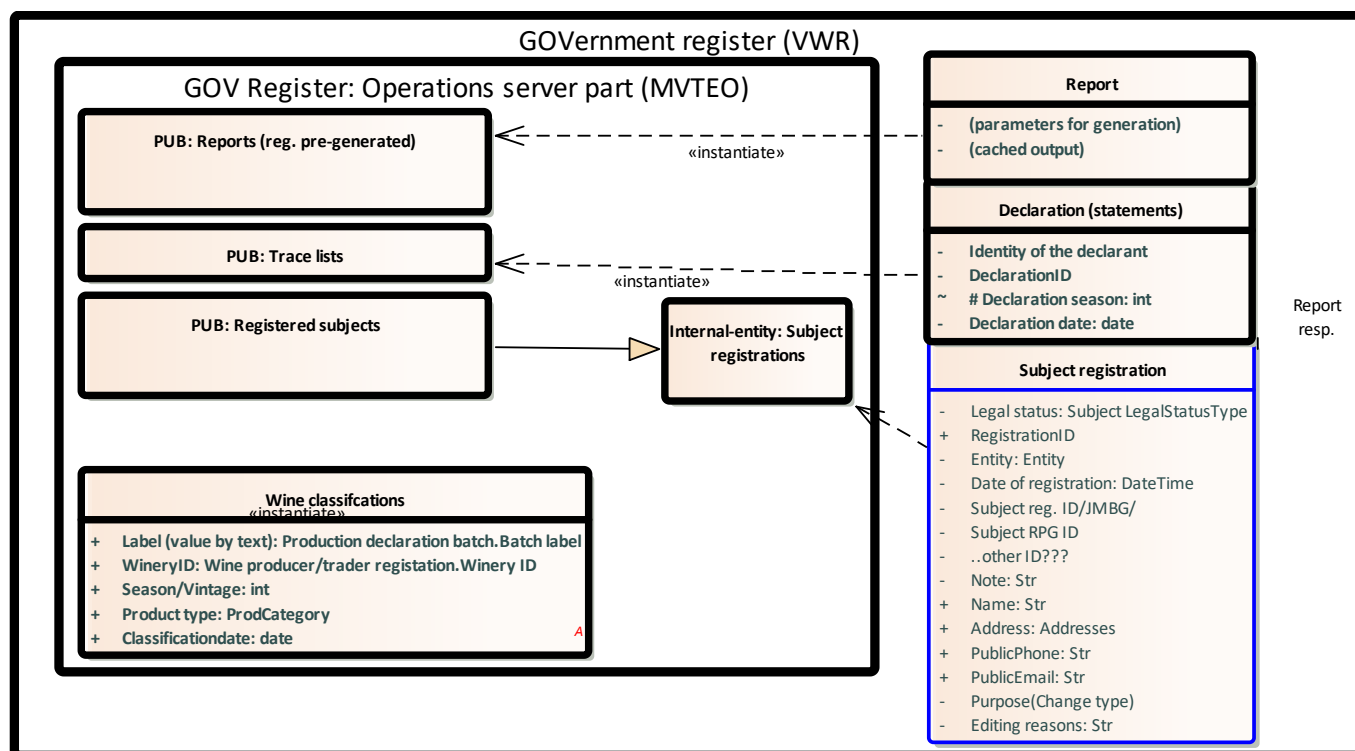 GOVernment register (VWR)
GOV Register: Operations server part (MVTEO)
PUB: Reports (reg. pre-generated)
«instantiate»
PUB: Trace lists
«instantiate»
PUB: Registered subjects
Internal-entity: Subject
registrations
Wine classifcations
«instantiate»
+ Label (value by text): Production declaration batch.Batch label
+ WineryID: Wine producer/trader registation.Winery ID
+ Season/Vintage: int
+ Product type: ProdCategory
+ Classificationdate: date
A
Report
- (parameters for generation)
- (cached output)
Declaration (statements)
- Identity of the declarant
- DeclarationID
~ # Declaration season: int
- Declaration date: date
Report
resp.
Subject registration
- Legal status: Subject LegalStatusType
+ RegistrationID
- Entity: Entity
- Date of registration: DateTime
- Subject reg. ID/JMBG/
- Subject RPG ID
- ..other ID???
- Note: Str
+ Name: Str
+ Address: Addresses
+ PublicPhone: Str
+ PublicEmail: Str
- Purpose(Change type)
- Editing reasons: Str